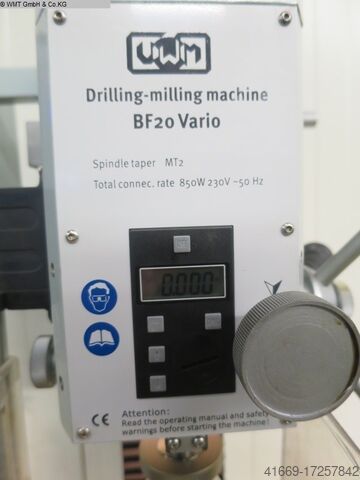 © WMT GmbH & Co.KG
Drilling-milling machine
BF20 Vario
Spindle taper MT2
Total connec. rate 850W 230V ~50 Hz
0.000
CE Attention:
Read the operating manual and safety
warnings before starting the machine!
41669-17257842